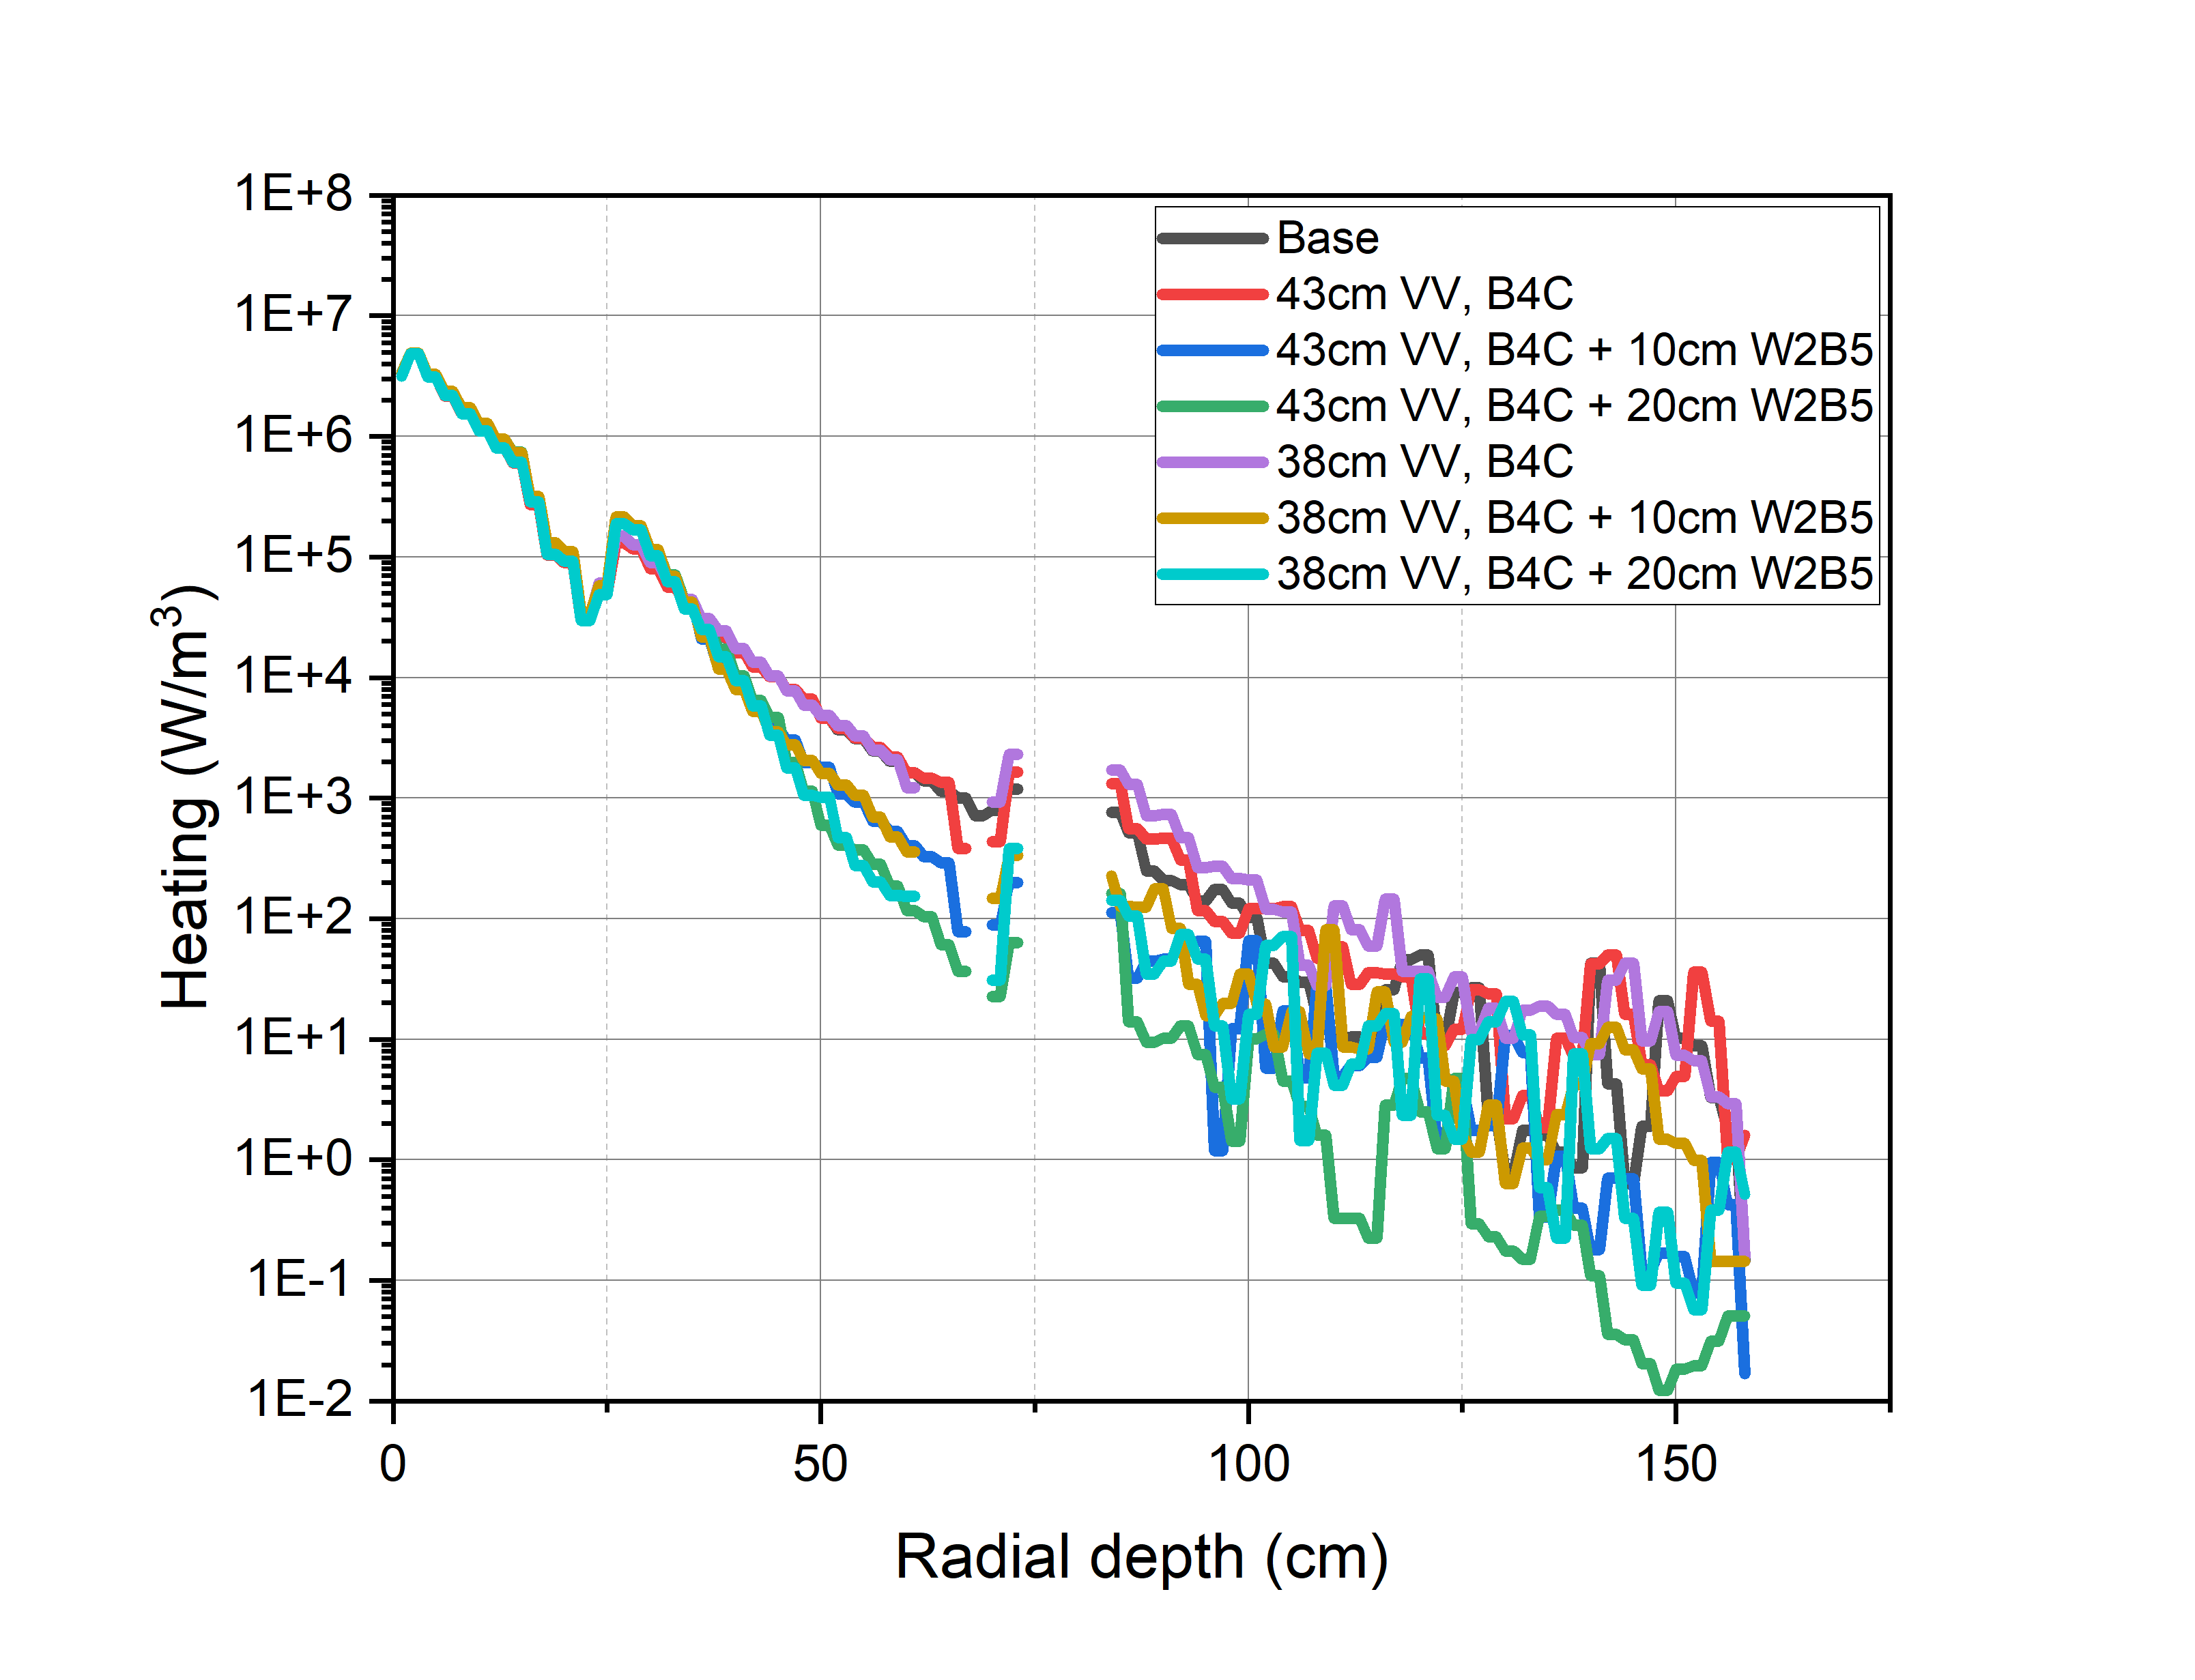 1E+8
1E+7
1E+6
1E+5
1E+4
1E+3
1E+2
1E+1
1E+0
1E-1
1E-2
Heating (W/m³)
Base
43cm VV, B4C
43cm VV, B4C + 10cm W2B5
43cm VV, B4C + 20cm W2B5
38cm VV, B4C
38cm VV, B4C + 10cm W2B5
38cm VV, B4C + 20cm W2B5
0 50 100 150
Radial depth (cm)